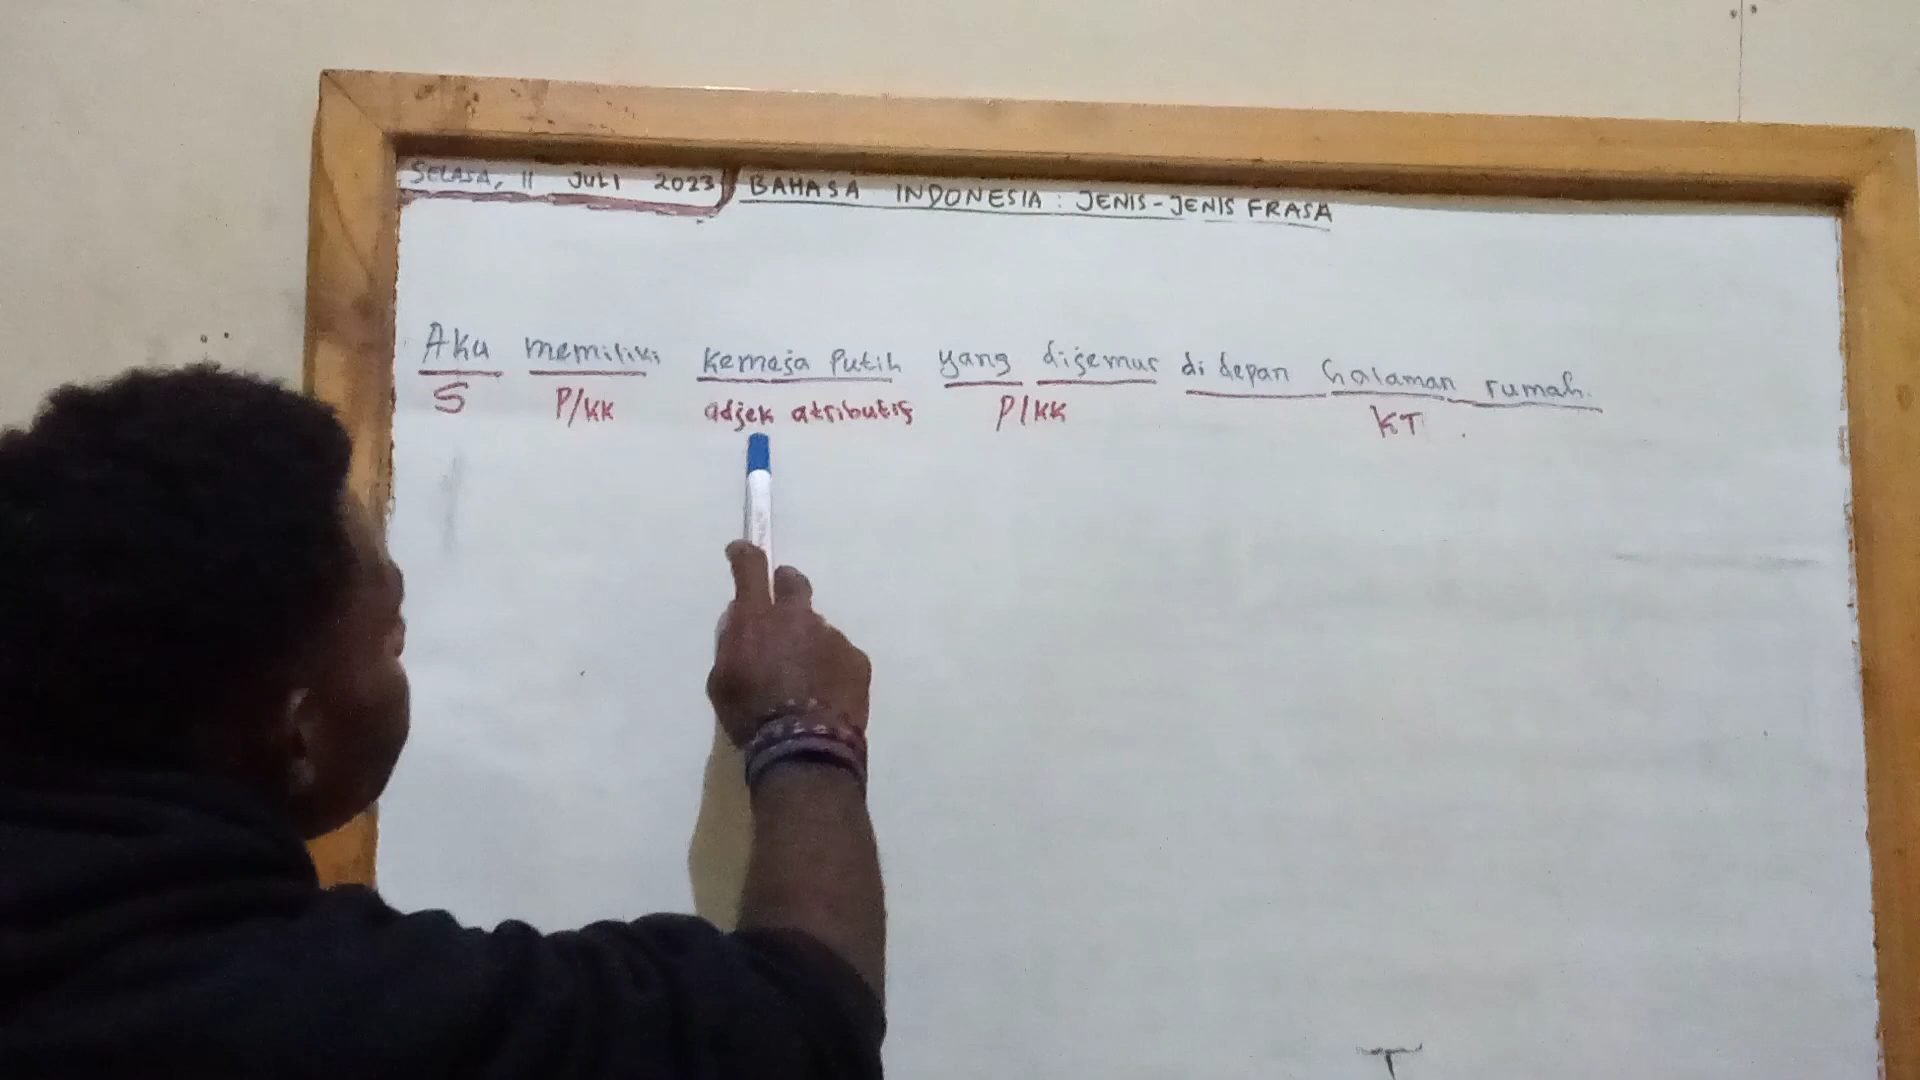 SELASA, 11 JULI 2023 BAHASA INDONESIA : JENIS-JENIS FRASA
Aku memiliki kemeja Putih yang dijemur di depan halaman rumah.
S P/KK adjek atributif P/KK KT